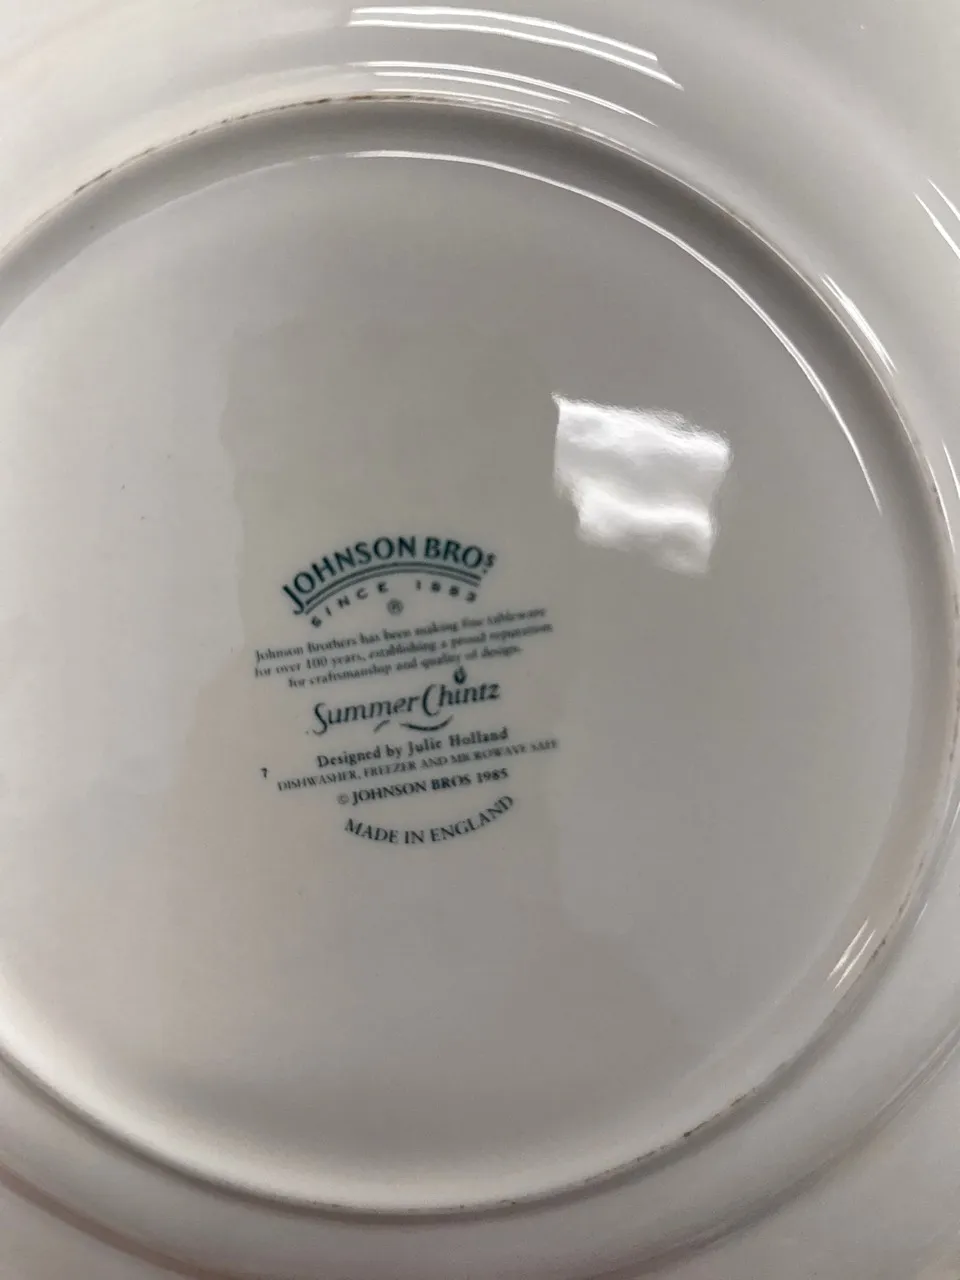 JOHNSON BROS
SINCE 1883
®
Johnson Brothers has been making fine tableware
for over 100 years, establishing a proud reputation
for craftsmanship and quality of design.
Summer Chintz
Designed by Julie Holland
7
DISHWASHER, FREEZER AND MICROWAVE SAFE
© JOHNSON BROS 1985
MADE IN ENGLAND